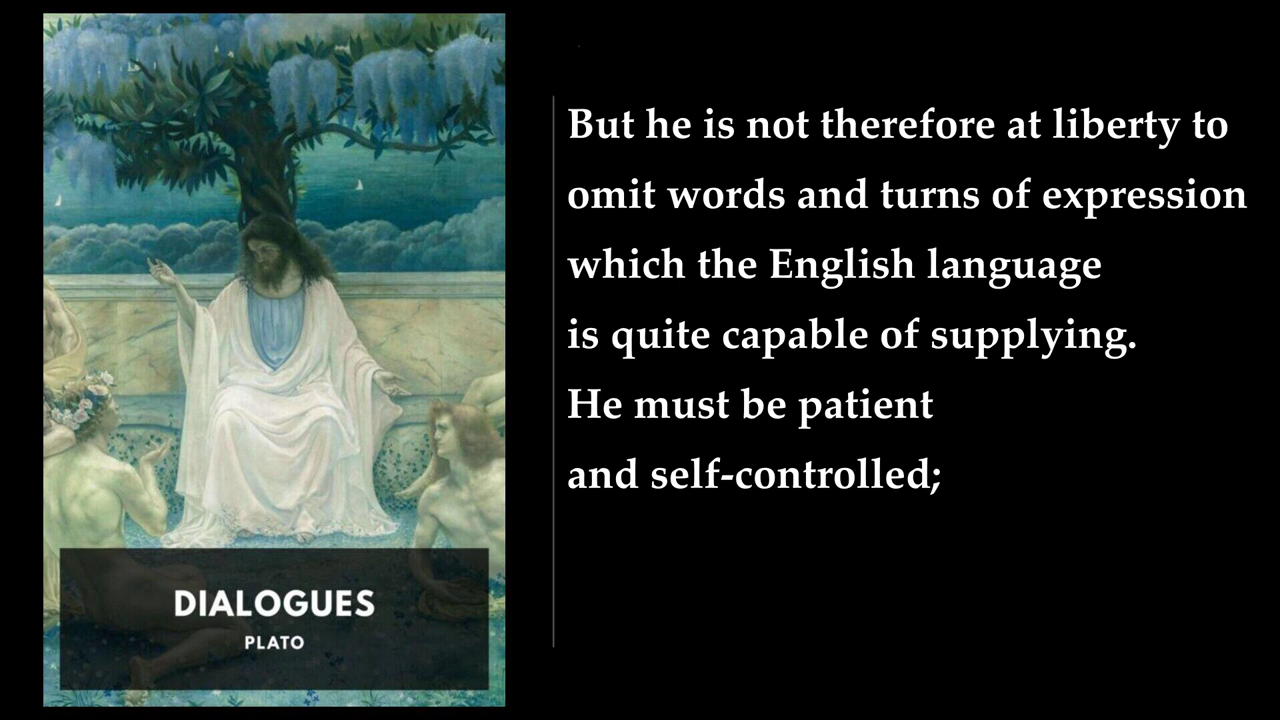 DIALOGUES
PLATO
But he is not therefore at liberty to
omit words and turns of expression
which the English language
is quite capable of supplying.
He must be patient
and self-controlled;